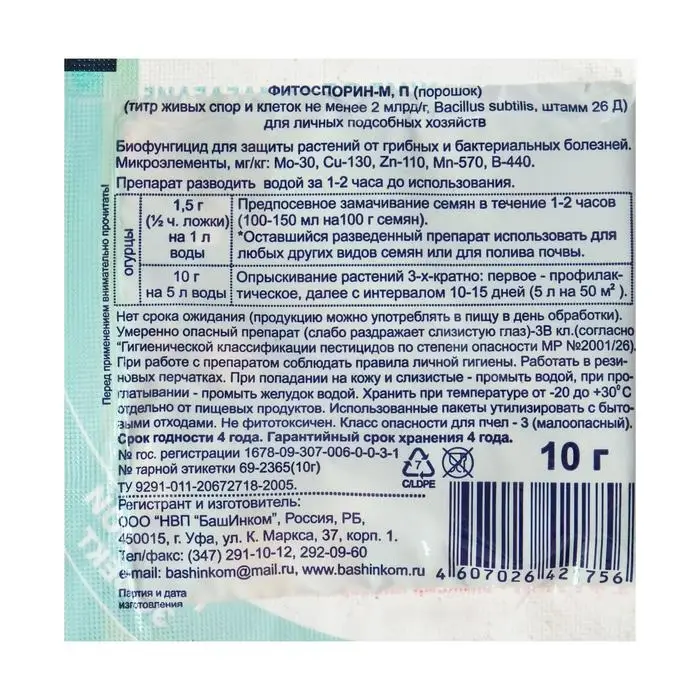 ФИТОСПОРИН-М, П (порошок)
(титр живых спор и клеток не менее 2 млрд/г, Bacillus subtilis, штамм 26 Д)
для личных подсобных хозяйств
Биофунгицид для защиты растений от грибных и бактериальных болезней.
Микроэлементы, мг/кг: Mo-30, Cu-130, Zn-110, Mn-570, B-440.
Препарат разводить водой за 1-2 часа до использования.
Перед применением внимательно прочитать!
огурцы
1,5 г
(½ ч. ложки)
на 1 л
воды
Предпосевное замачивание семян в течение 1-2 часов
(100-150 мл на100 г семян).
*Оставшийся разведенный препарат использовать для
любых других видов семян или для полива почвы.
10 г
на 5 л воды
Опрыскивание растений 3-х-кратно: первое - профилак-
тическое, далее с интервалом 10-15 дней (5 л на 50 м²).
Нет срока ожидания (продукцию можно употреблять в пищу в день обработки).
Умеренно опасный препарат (слабо раздражает слизистую глаз)-3В кл.(согласно
"Гигиенической классификации пестицидов по степени опасности МР №2001/26).
При работе с препаратом соблюдать правила личной гигиены. Работать в рези-
новых перчатках. При попадании на кожу и слизистые - промыть водой, при про-
глатывании - промыть желудок водой. Хранить при температуре от -20 до +30°С
отдельно от пищевых продуктов. Использованные пакеты утилизировать с быто-
выми отходами. Не фитотоксичен. Класс опасности для пчел - 3 (малоопасный).
Срок годности 4 года. Гарантийный срок хранения 4 года.
№ гос. регистрации 1678-09-307-006-0-0-3-1
№ тарной этикетки 69-2365(10г)
ТУ 9291-011-20672718-2005.
7
C/LDPE
10 г
Регистрант и изготовитель:
ООО "НВП "БашИнком", Россия, РБ,
450015, г. Уфа, ул. К. Маркса, 37, корп. 1.
Тел/факс: (347) 291-10-12, 292-09-60
e-mail: bashinkom@mail.ru, www.bashinkom.ru
Партия и дата
изготовления
4 607026 42 756